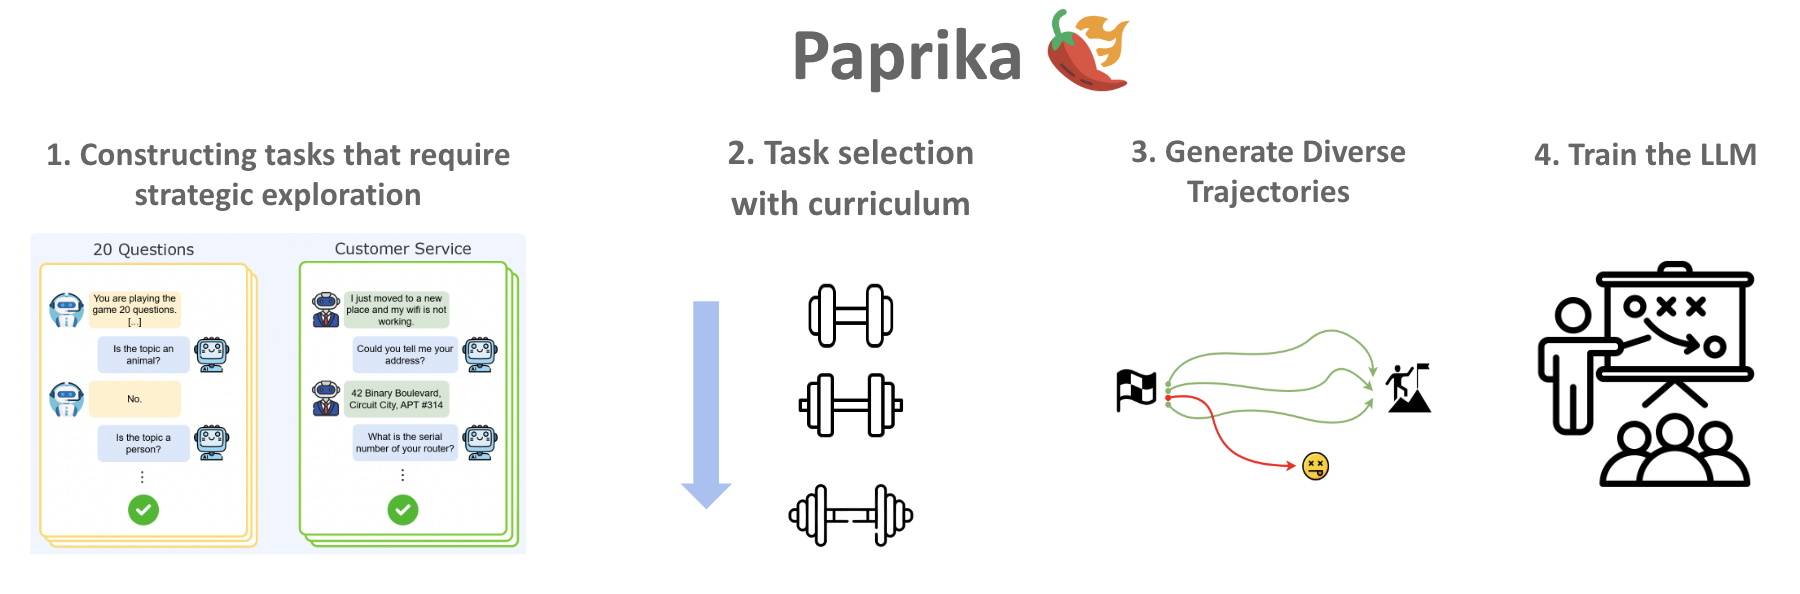 Paprika
1. Constructing tasks that require
strategic exploration
20 Questions
You are playing the
game 20 questions.
[...]
Is the topic an
animal?
No.
Is the topic a
person?
⋮
Customer Service
I just moved to a new
place and my wifi is not
working.
Could you tell me your
address?
42 Binary Boulevard,
Circuit City, APT #314
What is the serial
number of your router?
⋮
2. Task selection
with curriculum
3. Generate Diverse
Trajectories
4. Train the LLM